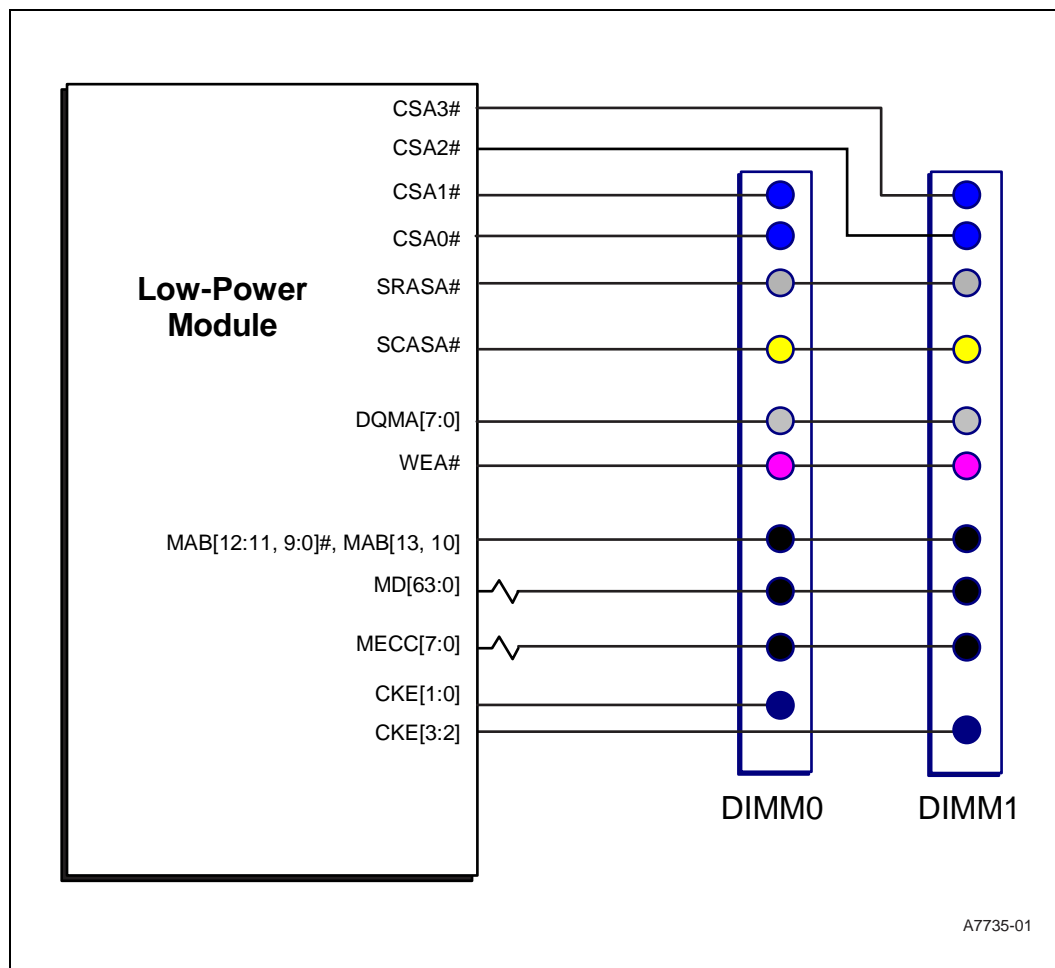 CSA3#
CSA2#
CSA1#
CSA0#
Low-Power
Module
SRASA#
SCASA#
DQMA[7:0]
WEA#
MAB[12:11, 9:0]#, MAB[13, 10]
MD[63:0]
MECC[7:0]
CKE[1:0]
CKE[3:2]
DIMM0
DIMM1
A7735-01